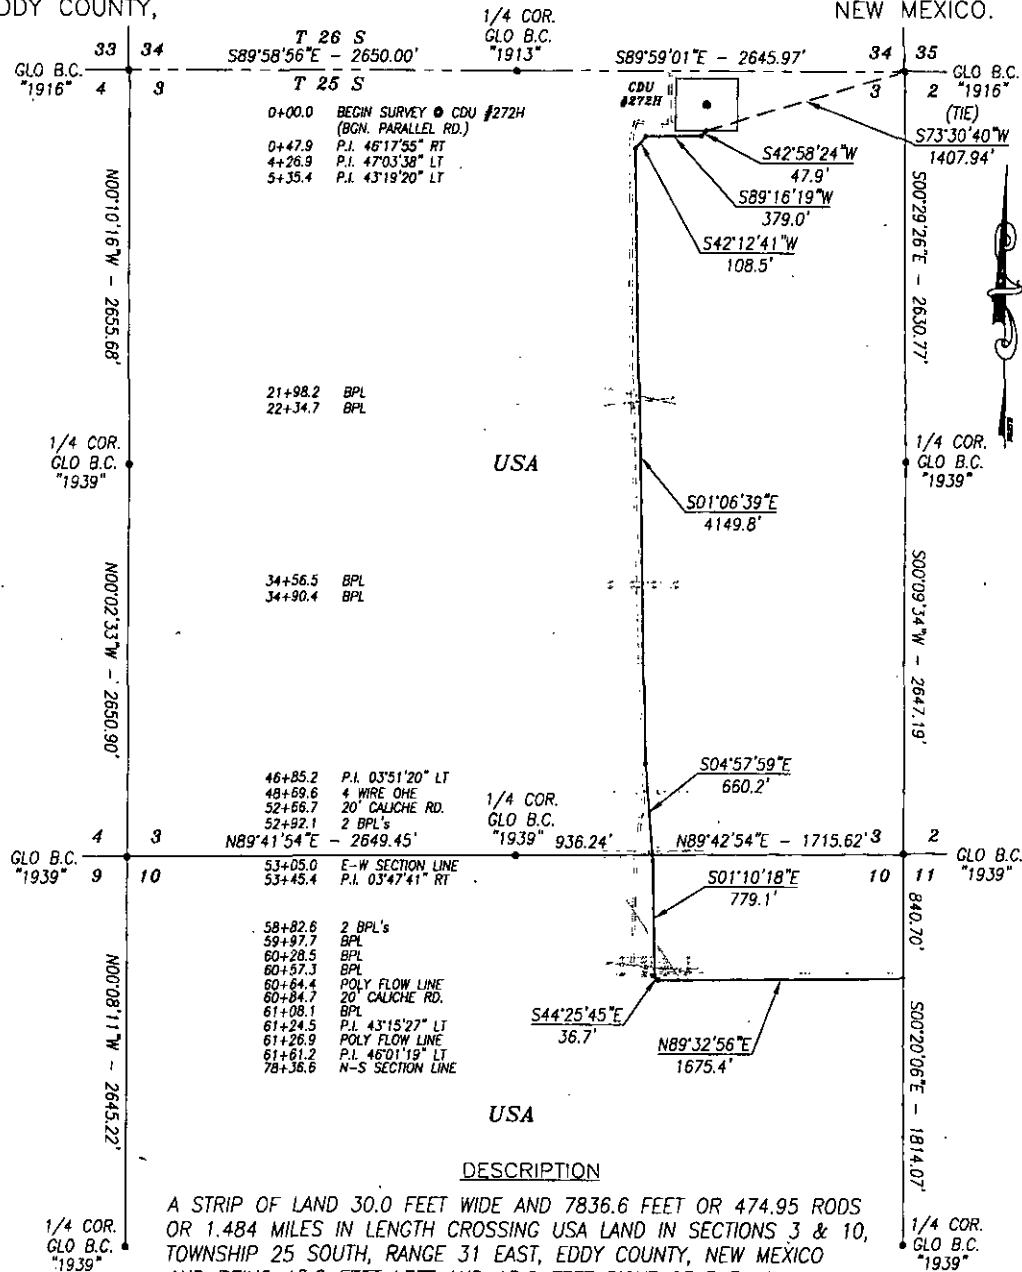 EDDY COUNTY,
NEW MEXICO.
1/4 COR.
GLO B.C.
"1913"
T 26 S
33 34
S89°58'56"E - 2650.00'
S89°59'01"E - 2645.97'
34 35
GLO B.C.
"1916"
4 3
T 25 S
3 2
GLO B.C.
"1916"
(TIE)
S73°30'40"W
1407.94'
CDU
#272H
0+00.0 BEGIN SURVEY @ CDU #272H
(BGN. PARALLEL RD.)
0+47.9 P.I. 46°17'55" RT
4+26.9 P.I. 47°03'38" LT
5+35.4 P.I. 43°19'20" LT
S42°58'24"W
47.9'
S89°16'19"W
379.0'
S42°12'41"W
108.5'
N00°10'16"W - 2655.68'
S00°29'26"E - 2630.77'
21+98.2 BPL
22+34.7 BPL
1/4 COR.
GLO B.C.
"1939"
USA
1/4 COR.
GLO B.C.
"1939"
S01°06'39"E
4149.8'
34+56.5 BPL
34+90.4 BPL
N00°02'33"W - 2650.90'
S00°09'34"W - 2647.19'
46+85.2 P.I. 03°51'20" LT
48+69.6 4 WIRE OHE
52+66.7 20' CALICHE RD.
52+92.1 2 BPL's
S04°57'59"E
660.2'
1/4 COR.
GLO B.C.
"1939"
4 3
N89°41'54"E - 2649.45'
936.24'
N89°42'54"E - 1715.62'
3 2
GLO B.C.
"1939"
9 10
10 11
GLO B.C.
"1939"
53+05.0 E-W SECTION LINE
53+45.4 P.I. 03°47'41" RT
S01°10'18"E
779.1'
840.70'
58+82.6 2 BPL's
59+97.7 BPL
60+28.5 BPL
60+57.3 BPL
60+64.4 POLY FLOW LINE
60+84.7 20' CALICHE RD.
61+08.1 BPL
61+24.5 P.I. 43°15'27" LT
61+26.9 POLY FLOW LINE
61+61.2 P.I. 46°01'19" LT
78+36.6 N-S SECTION LINE
S44°25'45"E
36.7'
N89°32'56"E
1675.4'
N00°08'11"W - 2645.22'
S00°20'06"E - 1814.07'
USA
DESCRIPTION
A STRIP OF LAND 30.0 FEET WIDE AND 7836.6 FEET OR 474.95 RODS
OR 1.484 MILES IN LENGTH CROSSING USA LAND IN SECTIONS 3 & 10,
TOWNSHIP 25 SOUTH, RANGE 31 EAST, EDDY COUNTY, NEW MEXICO
1/4 COR.
GLO B.C.
"1939"
1/4 COR.
GLO B.C.
"1939"